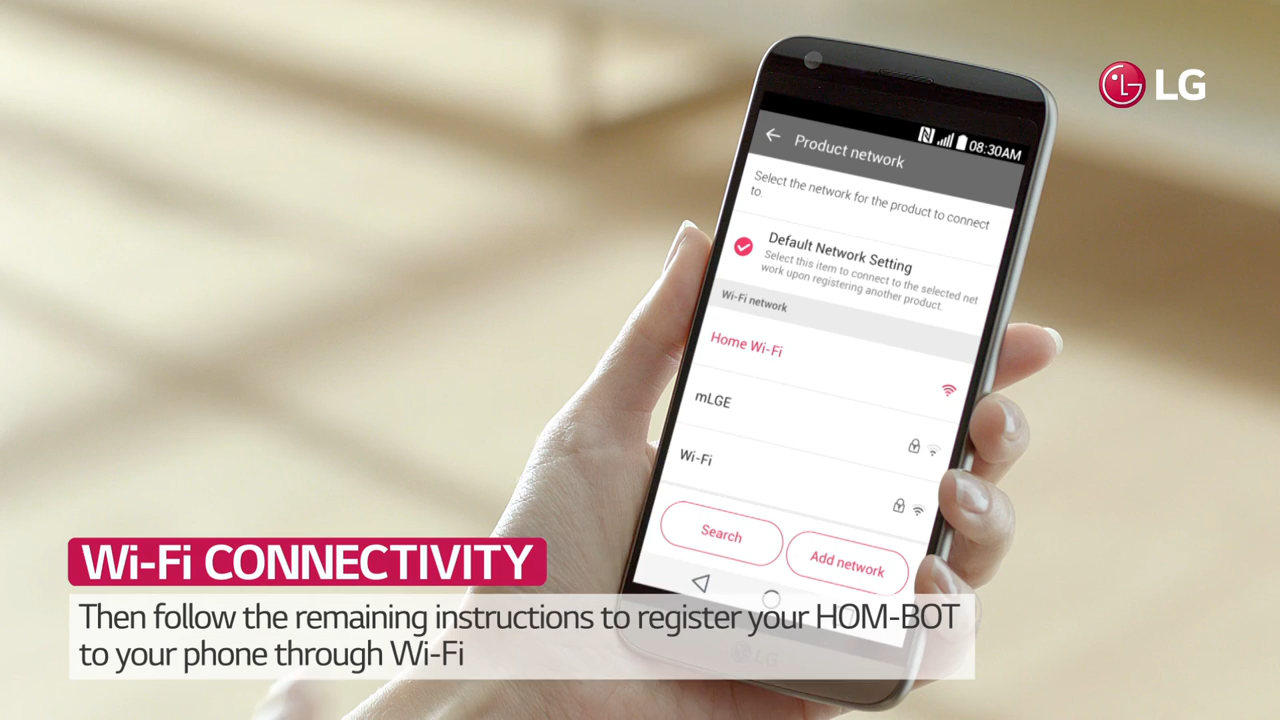 LG
08:30AM
Product network
Select the network for the product to connect
to.
Default Network Setting
Select this item to connect to the selected net
work upon registering another product.
Wi-Fi network
Home Wi-Fi
mLGE
Wi-Fi
Search
Add network
LG
Wi-Fi CONNECTIVITY
Then follow the remaining instructions to register your HOM-BOT
to your phone through Wi-Fi